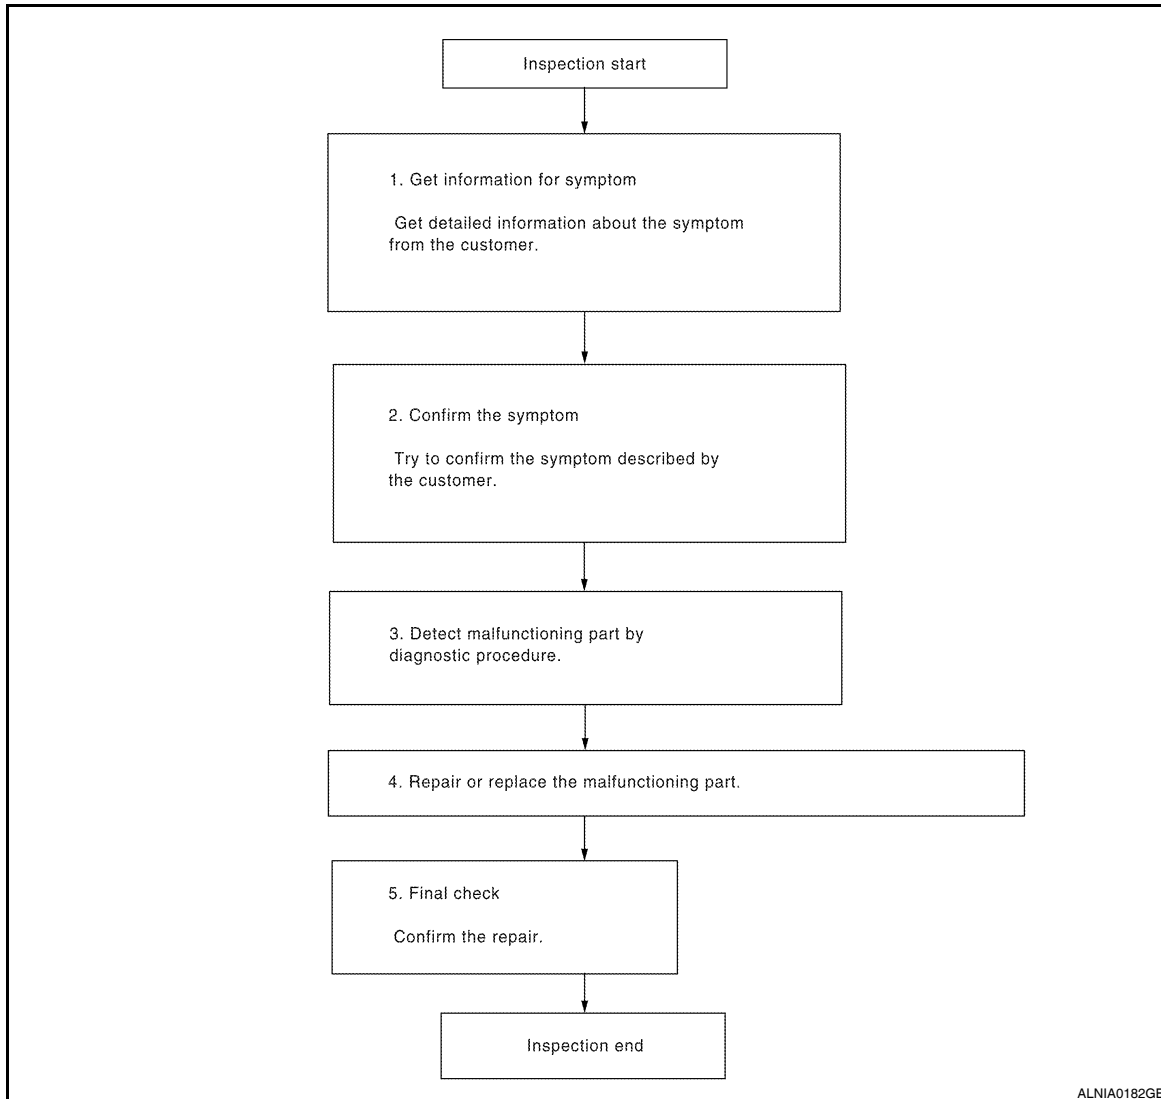 Inspection start
1. Get information for symptom
Get detailed information about the symptom
from the customer.
2. Confirm the symptom
Try to confirm the symptom described by
the customer.
3. Detect malfunctioning part by
diagnostic procedure.
4. Repair or replace the malfunctioning part.
5. Final check
Confirm the repair.
Inspection end
ALNIA0182GB